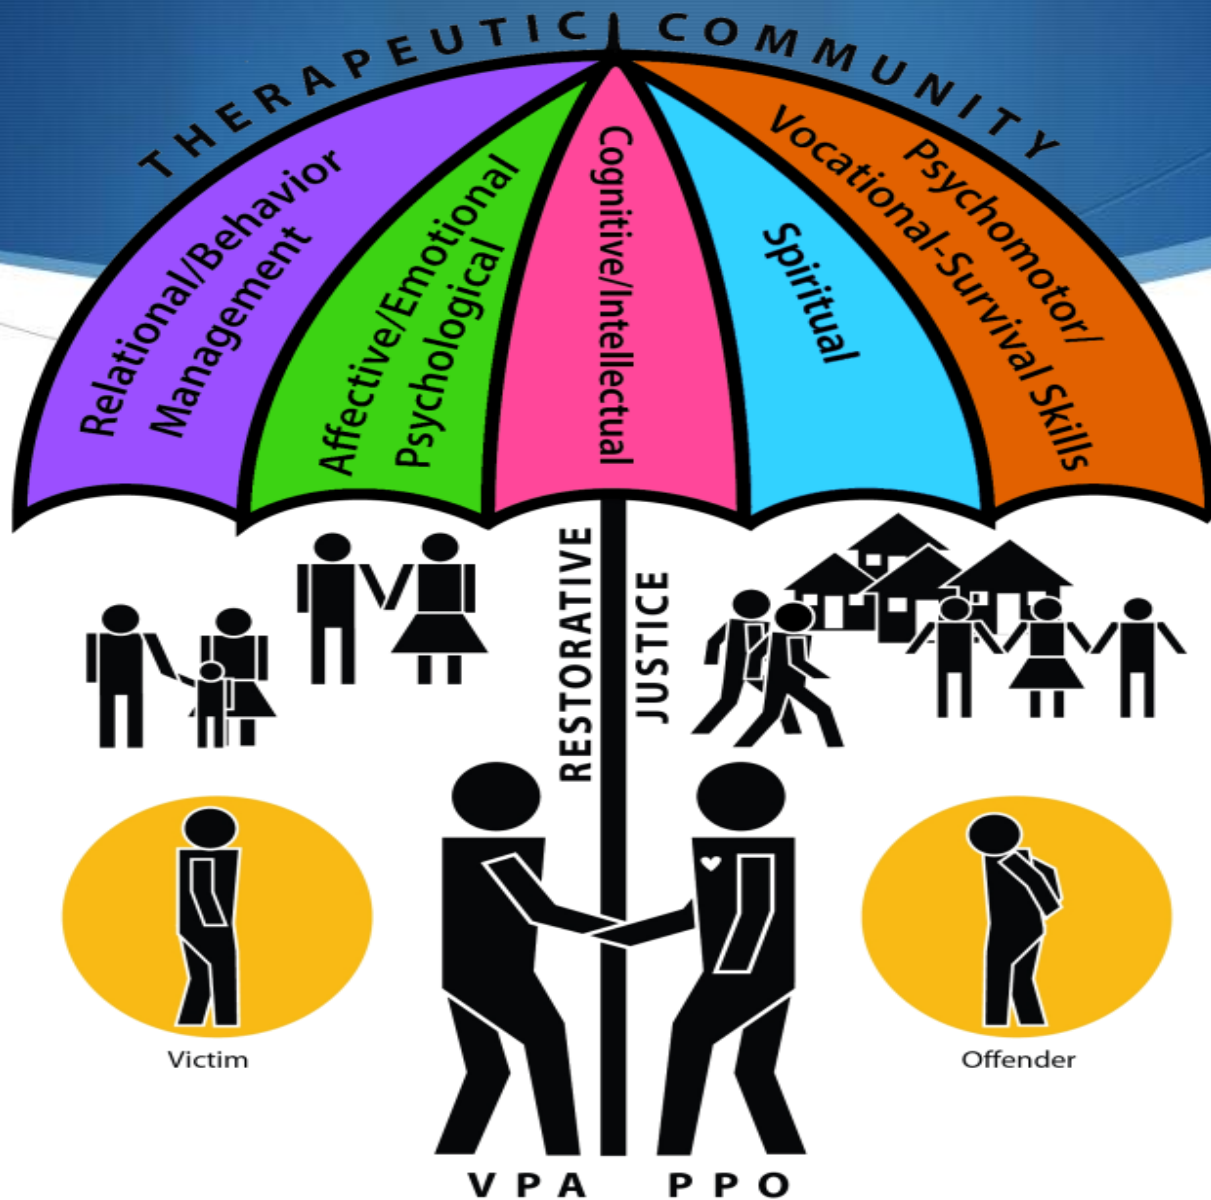 THERAPEUTIC COMMUNITY
Relational/Behavior
Management
Affective/Emotional
Psychological
Cognitive/Intellectual
Spiritual
Psychomotor/
Vocational-Survival Skills
RESTORATIVE
JUSTICE
Victim
Offender
VPA PPO